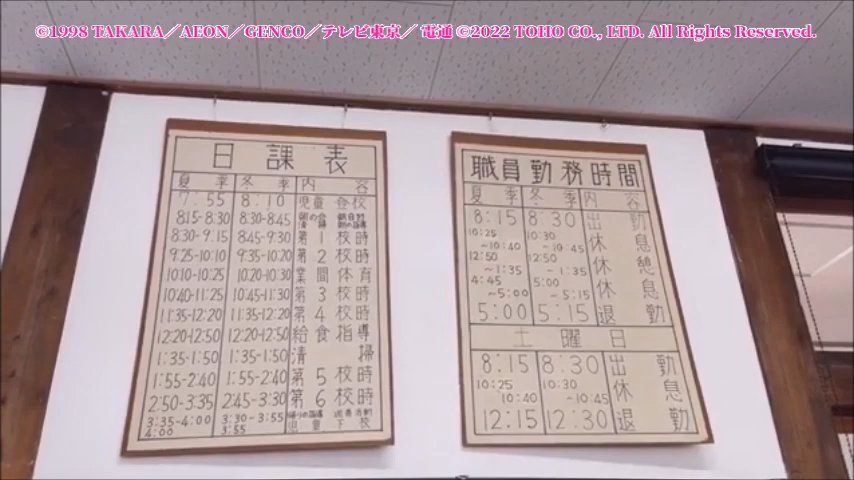 ©1998 TAKARA／AEON／GENCO／テレビ東京／電通 ©2022 TOHO CO., LTD. All Rights Reserved.
日課表
夏季 冬季 内容
7:55 8:10 児童登校
8:15-8:30 8:30-8:45 朝の会 清掃
8:30-9:15 8:45-9:30 第1校時
9:25-10:10 9:35-10:20 第2校時
10:10-10:25 10:20-10:30 業間体育
10:40-11:25 10:45-11:30 第3校時
11:35-12:20 11:35-12:20 第4校時
12:20-12:50 12:20-12:50 給食指導
1:35-1:50 1:35-1:50 清掃
1:55-2:40 1:55-2:40 第5校時
2:50-3:35 2:45-3:30 第6校時
3:35-4:00 3:30-3:55 帰りの指導
4:00 3:55 児童下校
職員勤務時間
夏季 冬季 内容
8:15 8:30 出勤
10:25~10:40 10:30~10:45 休息
12:50~1:35 12:50~1:35 休憩
4:45~5:00 5:00~5:15 休息
5:00 5:15 退勤
土曜日
8:15 8:30 出勤
10:25 10:40 10:30~10:45 休息
12:15 12:30 退勤